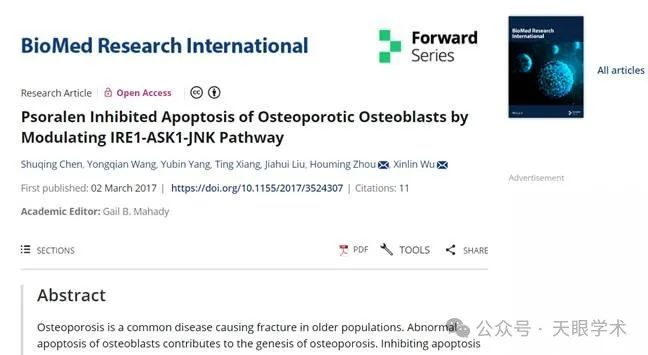 BioMed Research International
Forward
Series
BioMed Research
International
All articles
Research Article | Open Access |
Psoralen Inhibited Apoptosis of Osteoporotic Osteoblasts by
Modulating IRE1-ASK1-JNK Pathway
Shuqing Chen, Yongqian Wang, Yubin Yang, Ting Xiang, Jiahui Liu, Houming Zhou, Xinlin Wu
First published: 02 March 2017 | https://doi.org/10.1155/2017/3524307 | Citations: 11
Advertisement
Academic Editor: Gail B. Mahady
SECTIONS
PDF
TOOLS
SHARE
Abstract
Osteoporosis is a common disease causing fracture in older populations. Abnormal
apoptosis of osteoblasts contributes to the genesis of osteoporosis. Inhibiting apoptosis
公众号 · 天眼学术